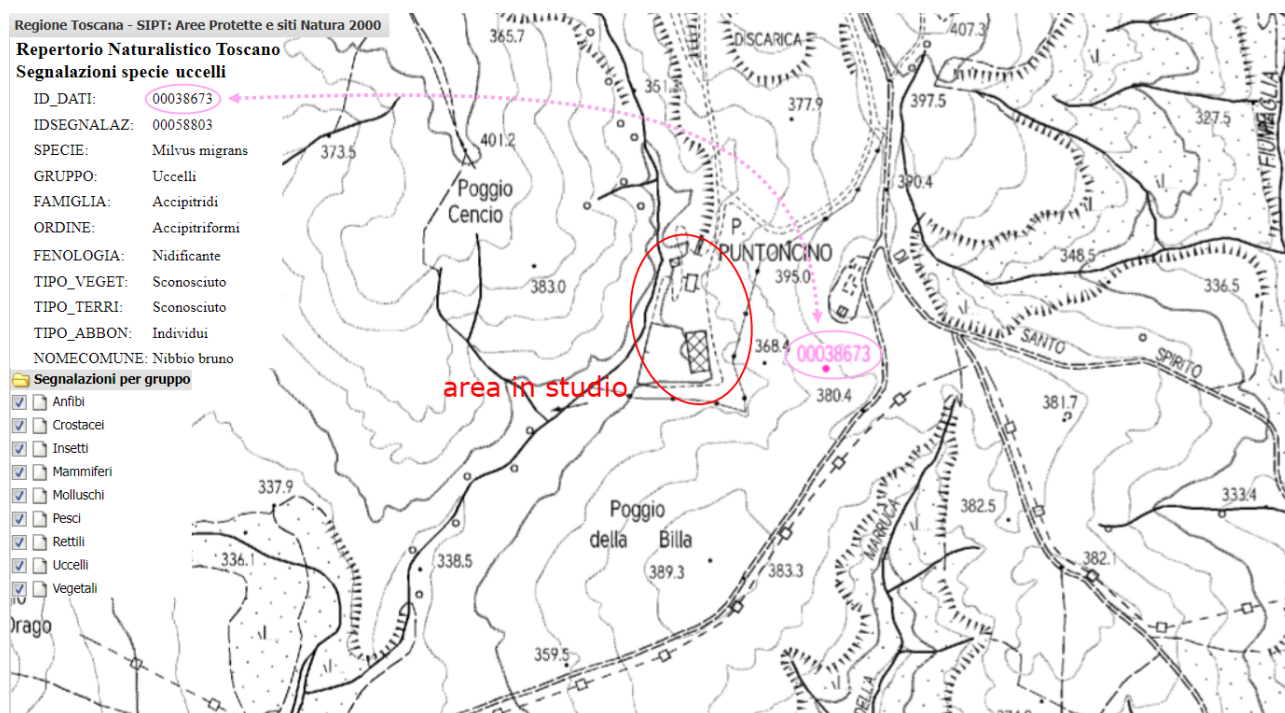 Regione Toscana - SIPT: Aree Protette e siti Natura 2000
Repertorio Naturalistico Toscano
Segnalazioni specie uccelli
ID_DATI: 00038673
IDSEGNALAZ: 00058803
SPECIE: Milvus migrans
GRUPPO: Uccelli
FAMIGLIA: Accipitridi
ORDINE: Accipitriformi
FENOLOGIA: Nidificante
TIPO_VEGET: Sconosciuto
TIPO_TERRI: Sconosciuto
TIPO_ABBON: Individui
NOMECOMUNE: Nibbio bruno
Segnalazioni per gruppo
Anfibi
Crostacei
Insetti
Mammiferi
Molluschi
Pesci
Rettili
Uccelli
Vegetali
365.7
DISCARICA
407.3
351.
377.9
397.5
327.5
FIUMAGLIA
401.2
373.5
Poggio
Cencio
390.4
P.
PUNTONCINO
395.0
DI
348.5
336.5
383.0
368.4
00038673
SANTO
SPIRITO
area in studio
380.4
381.7
337.9
Poggio
della Billa
MARRUCA
382.5
333.4
336.1
338.5
389.3
383.3
382.1
Drago
359.5
DELLA